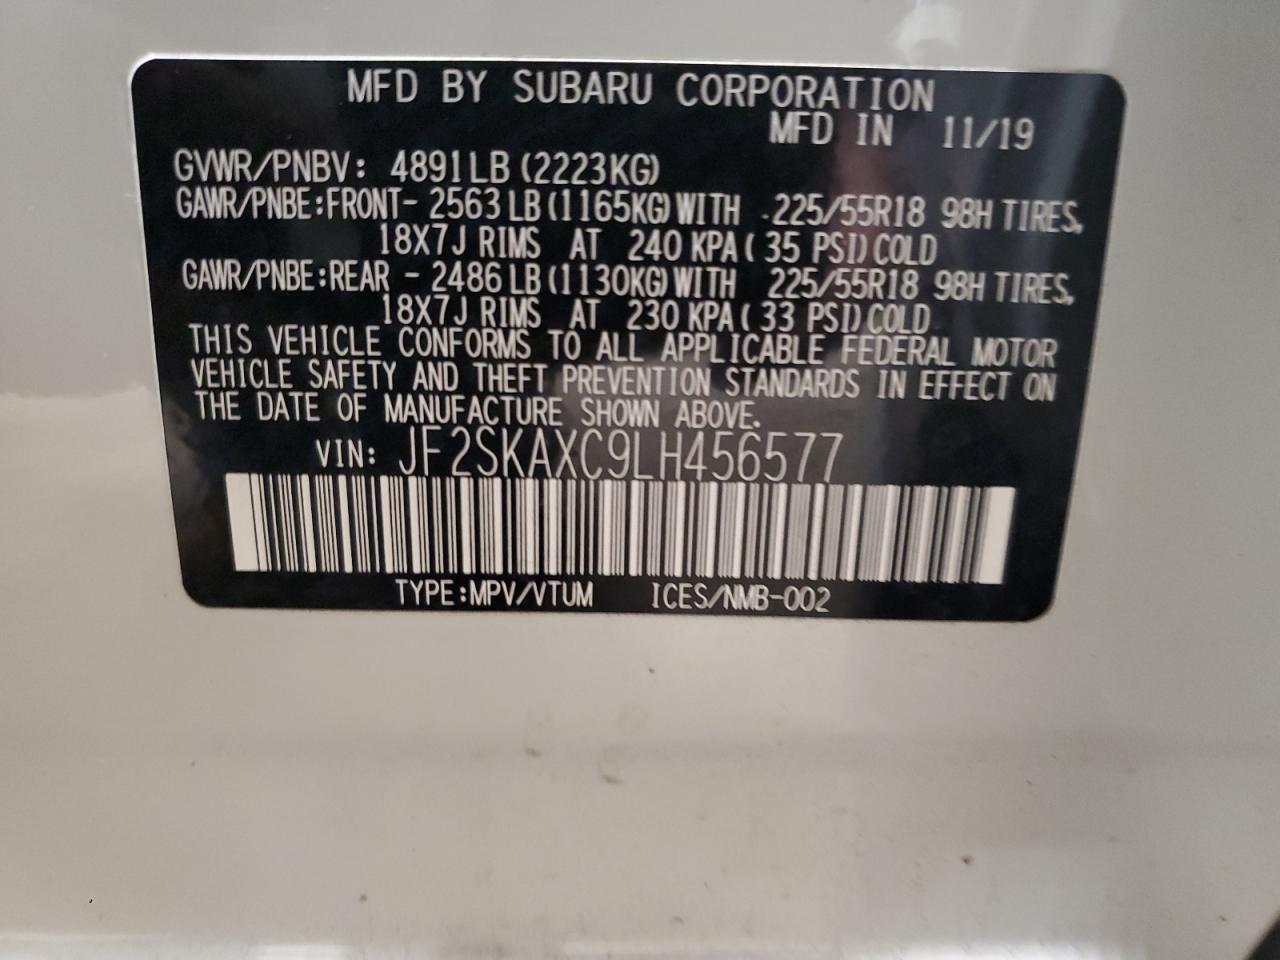 MFD BY SUBARU CORPORATION
MFD IN 11/19
GVWR/PNBV: 4891LB (2223KG)
GAWR/PNBE:FRONT- 2563 LB (1165KG) WITH 225/55R18 98H TIRES,
18X7J RIMS AT 240 KPA ( 35 PSI) COLD
GAWR/PNBE:REAR - 2486 LB (1130KG) WITH 225/55R18 98H TIRES,
18X7J RIMS AT 230 KPA ( 33 PSI) COLD
THIS VEHICLE CONFORMS TO ALL APPLICABLE FEDERAL MOTOR
VEHICLE SAFETY AND THEFT PREVENTION STANDARDS IN EFFECT ON
THE DATE OF MANUFACTURE SHOWN ABOVE.
VIN: JF2SKAXC9LH456577
TYPE:MPV/VTUM ICES/NMB-002